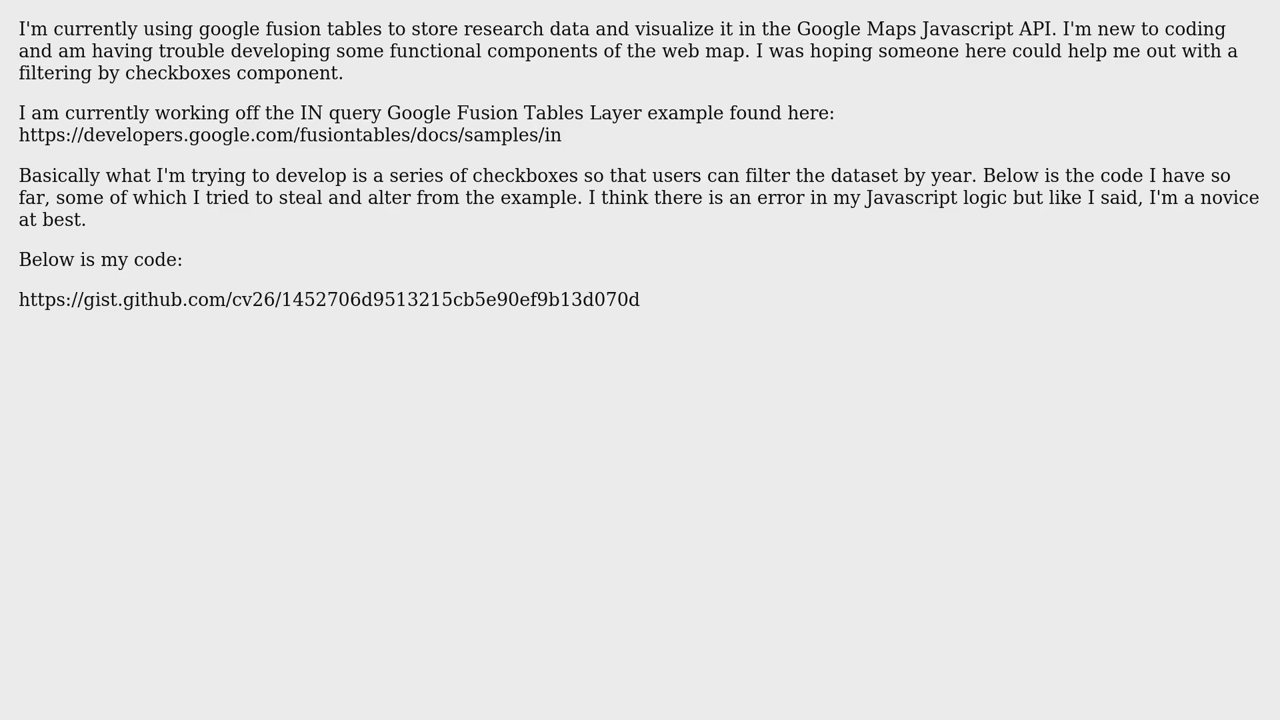 I'm currently using google fusion tables to store research data and visualize it in the Google Maps Javascript API. I'm new to coding
and am having trouble developing some functional components of the web map. I was hoping someone here could help me out with a
filtering by checkboxes component.
I am currently working off the IN query Google Fusion Tables Layer example found here:
https://developers.google.com/fusiontables/docs/samples/in
Basically what I'm trying to develop is a series of checkboxes so that users can filter the dataset by year. Below is the code I have so
far, some of which I tried to steal and alter from the example. I think there is an error in my Javascript logic but like I said, I'm a novice
at best.
Below is my code:
https://gist.github.com/cv26/1452706d9513215cb5e90ef9b13d070d